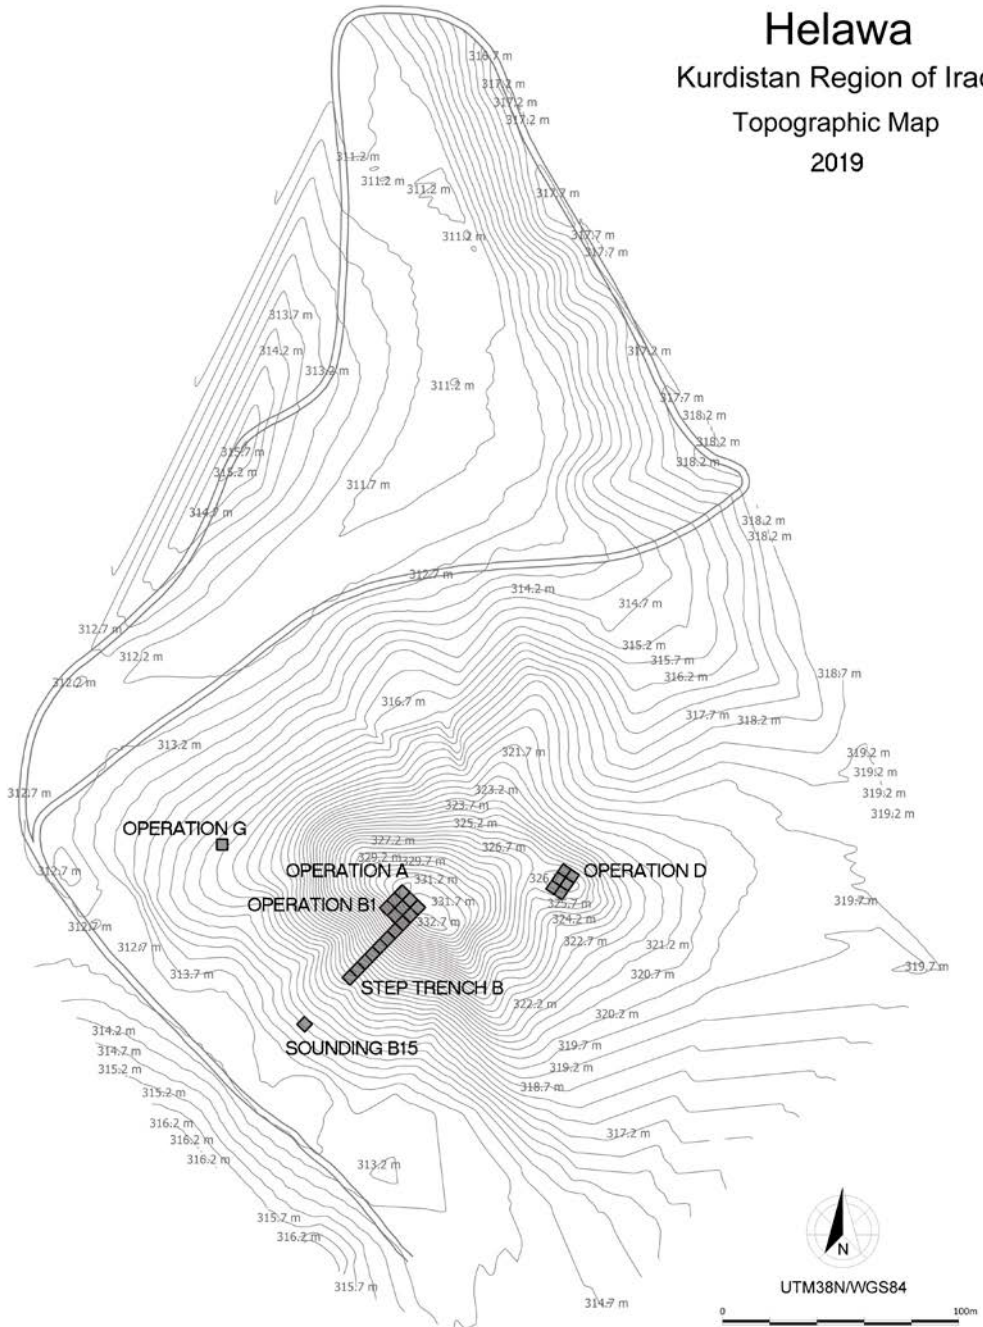 Helawa
Kurdistan Region of Iraq
Topographic Map
2019
316.7 m
317.2 m
317.2 m
317.2 m
311.2 m
311.2 m
311.2 m
317.7 m
311.2 m
317.7 m
317.7 m
313.7 m
314.2 m
317.2 m
313.2 m
311.2 m
317.7 m
318.2 m
318.2 m
315.7 m
318.2 m
315.2 m
311.7 m
314.7 m
318.2 m
318.2 m
312.7 m
314.2 m
314.7 m
312.7 m
315.2 m
312.2 m
315.7 m
316.2 m
318.7 m
312.2 m
316.7 m
317.7 m
318.2 m
313.2 m
321.7 m
319.2 m
319.2 m
312.7 m
323.2 m
319.2 m
323.7 m
319.2 m
325.2 m
OPERATION G
327.2 m
326.7 m
329.2 m
329.7 m
312.7 m
OPERATION A
331.2 m
326.
OPERATION D
OPERATION B1
331.7 m
325.7 m
319.7 m
332.7 m
324.2 m
312.7 m
322.7 m
321.2 m
312.7 m
319.7 m
313.7 m
320.7 m
STEP TRENCH B
322.2 m
320.2 m
314.2 m
SOUNDING B15
319.7 m
314.7 m
315.2 m
319.2 m
318.7 m
315.2 m
316.2 m
317.2 m
316.2 m
316.2 m
313.2 m
315.7 m
316.2 m
N
315.7 m
UTM38N/WGS84
314.7 m
0 100m